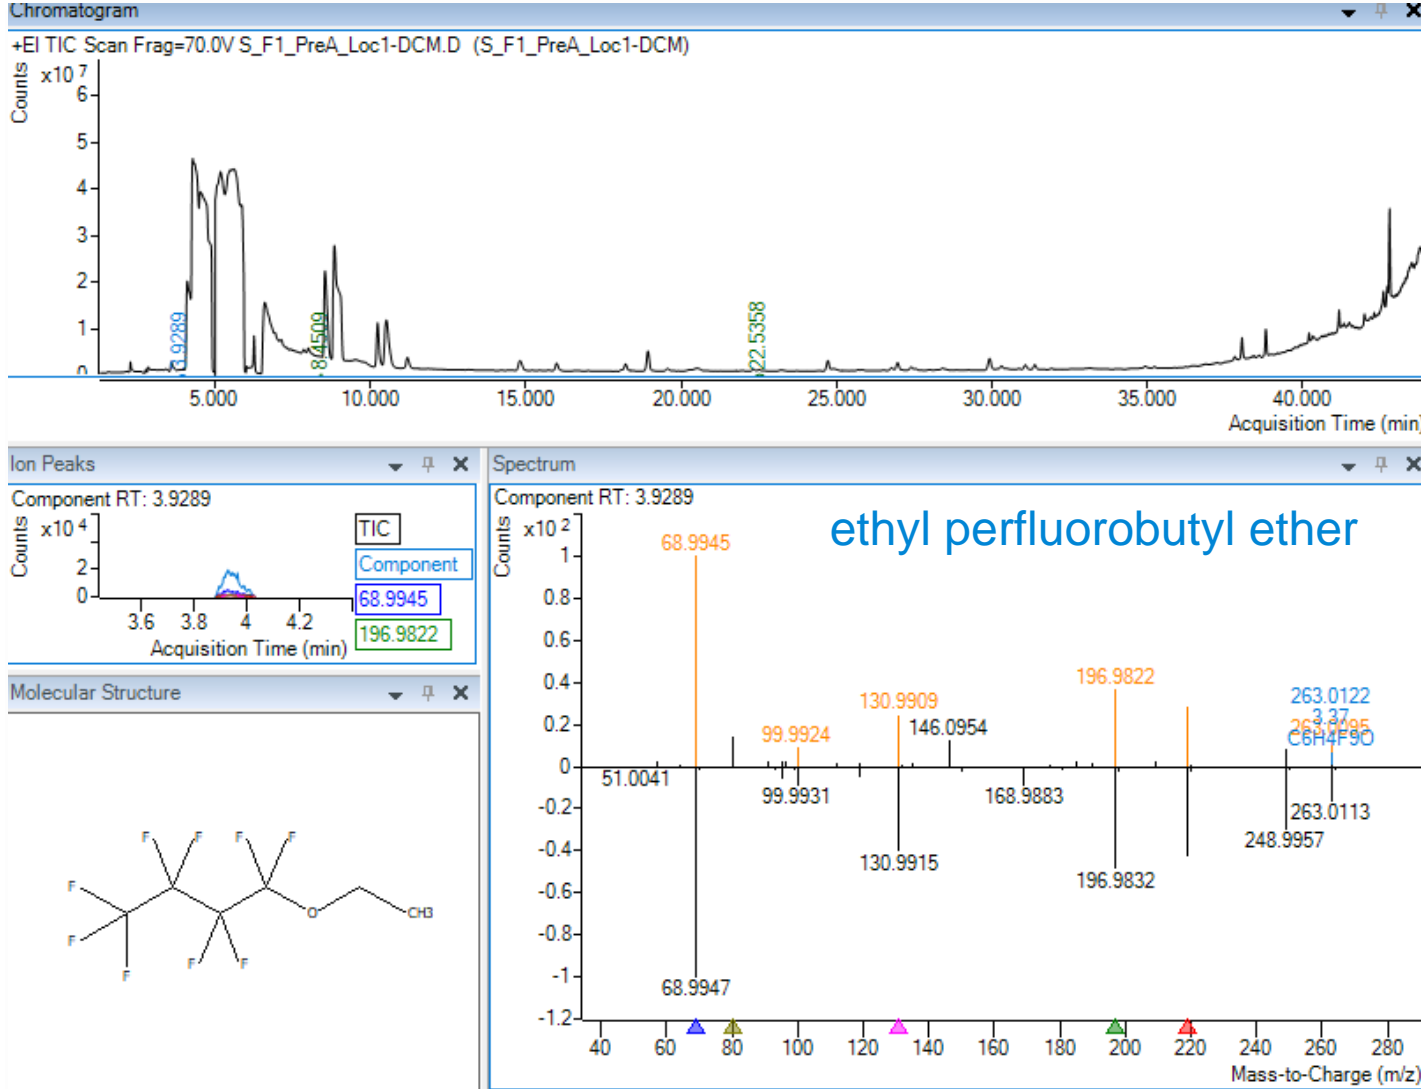 Chromatogram
+EI TIC Scan Frag=70.0V S_F1_PreA_Loc1-DCM.D (S_F1_PreA_Loc1-DCM)
Counts
x10 7
6
5
4
3
2
1
0
3.9289
8.4509
22.5358
5.000 10.000 15.000 20.000 25.000 30.000 35.000 40.000
Acquisition Time (min)
Ion Peaks
Component RT: 3.9289
Counts
x10 4
2
0
3.6 3.8 4 4.2
Acquisition Time (min)
TIC
Component
68.9945
196.9822
Molecular Structure
F F F F
F
F
F
F F
O
CH3
Spectrum
Component RT: 3.9289
ethyl perfluorobutyl ether
Counts
x10 2
1
0.8
0.6
0.4
0.2
0
-0.2
-0.4
-0.6
-0.8
-1
-1.2
68.9945
196.9822
130.9909
146.0954
99.9924
263.0122
3.37
263.0095
C6H4F9O
51.0041
99.9931
168.9883
263.0113
248.9957
130.9915
196.9832
68.9947
40 60 80 100 120 140 160 180 200 220 240 260 280
Mass-to-Charge (m/z)